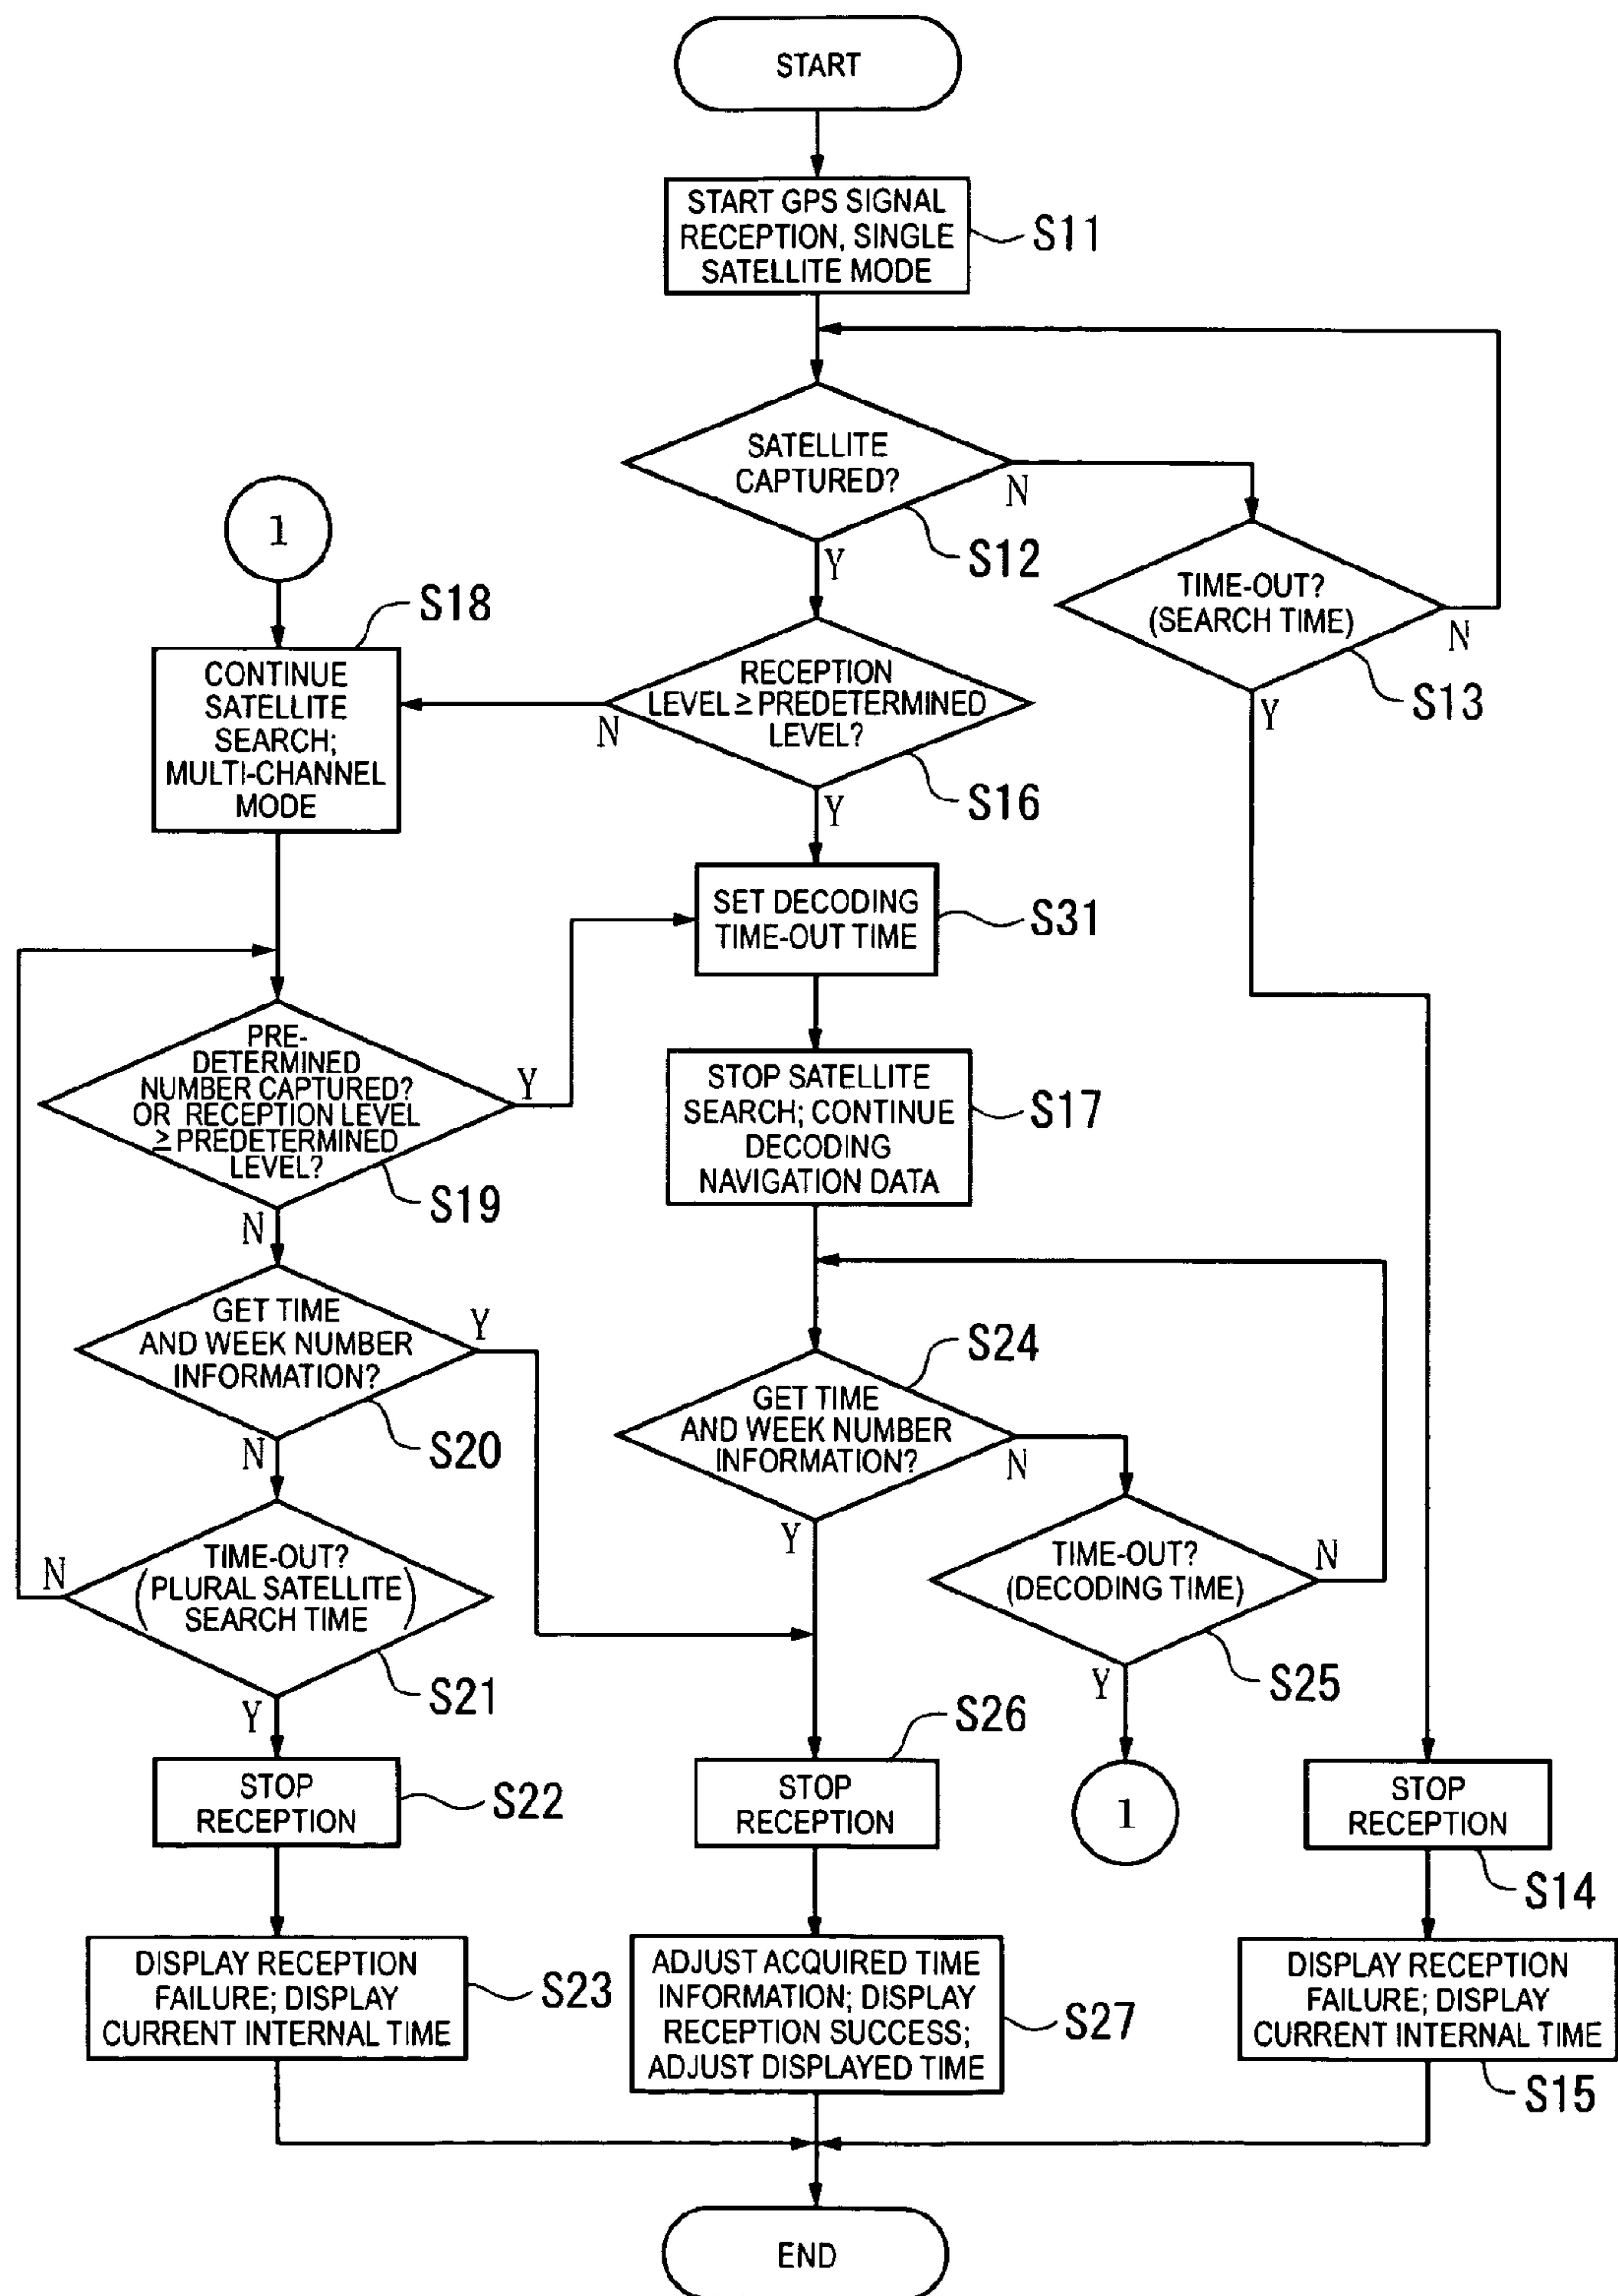 START
START GPS SIGNAL
RECEPTION, SINGLE
SATELLITE MODE
S11
SATELLITE
CAPTURED?
N
S12
Y
TIME-OUT?
(SEARCH TIME)
N
S13
Y
1
S18
CONTINUE
SATELLITE
SEARCH;
MULTI-CHANNEL
MODE
RECEPTION
LEVEL ≥ PREDETERMINED
LEVEL?
N
S16
Y
SET DECODING
TIME-OUT TIME
S31
PRE-
DETERMINED
NUMBER CAPTURED?
OR RECEPTION LEVEL
≥ PREDETERMINED
LEVEL?
Y
S19
N
STOP SATELLITE
SEARCH; CONTINUE
DECODING
NAVIGATION DATA
S17
GET TIME
AND WEEK NUMBER
INFORMATION?
Y
S20
N
S24
GET TIME
AND WEEK NUMBER
INFORMATION?
N
Y
TIME-OUT?
(PLURAL SATELLITE)
SEARCH TIME
N
S21
Y
TIME-OUT?
(DECODING TIME)
N
S25
Y
STOP
RECEPTION
S22
S26
STOP
RECEPTION
1
STOP
RECEPTION
S14
DISPLAY RECEPTION
FAILURE; DISPLAY
CURRENT INTERNAL TIME
S23
ADJUST ACQUIRED TIME
INFORMATION; DISPLAY
RECEPTION SUCCESS;
ADJUST DISPLAYED TIME
S27
DISPLAY RECEPTION
FAILURE; DISPLAY
CURRENT INTERNAL TIME
S15
END